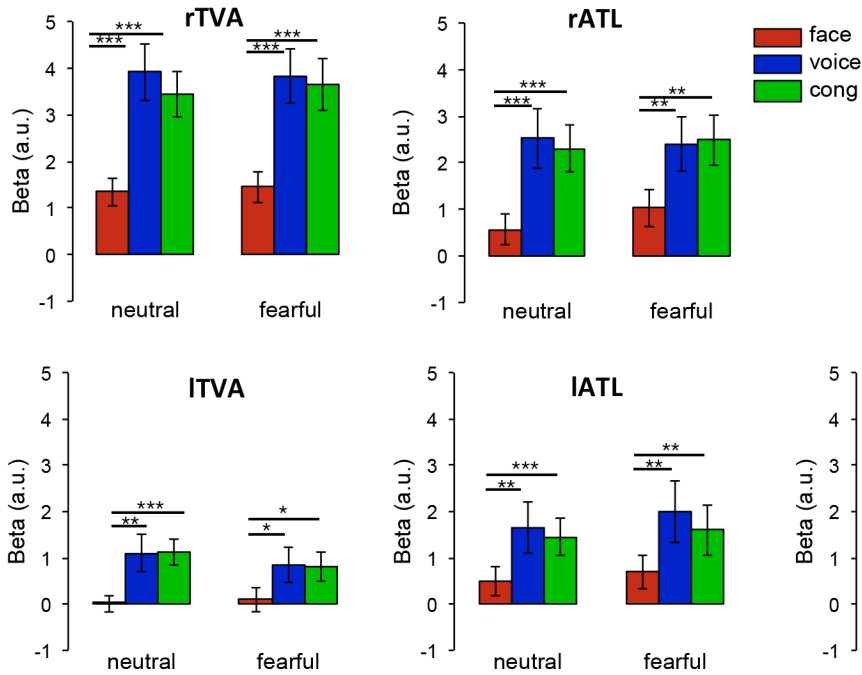 rTVA
5
4
3
2
1
0
-1
Beta (a.u.)
***
***
***
***
neutral
fearful
rATL
5
4
3
2
1
0
-1
Beta (a.u.)
***
***
**
**
neutral
fearful
face
voice
cong
lTVA
5
4
3
2
1
0
-1
Beta (a.u.)
***
**
*
*
neutral
fearful
lATL
5
4
3
2
1
0
-1
Beta (a.u.)
***
**
**
**
neutral
fearful
5
4
3
2
1
0
-1
Beta (a.u.)